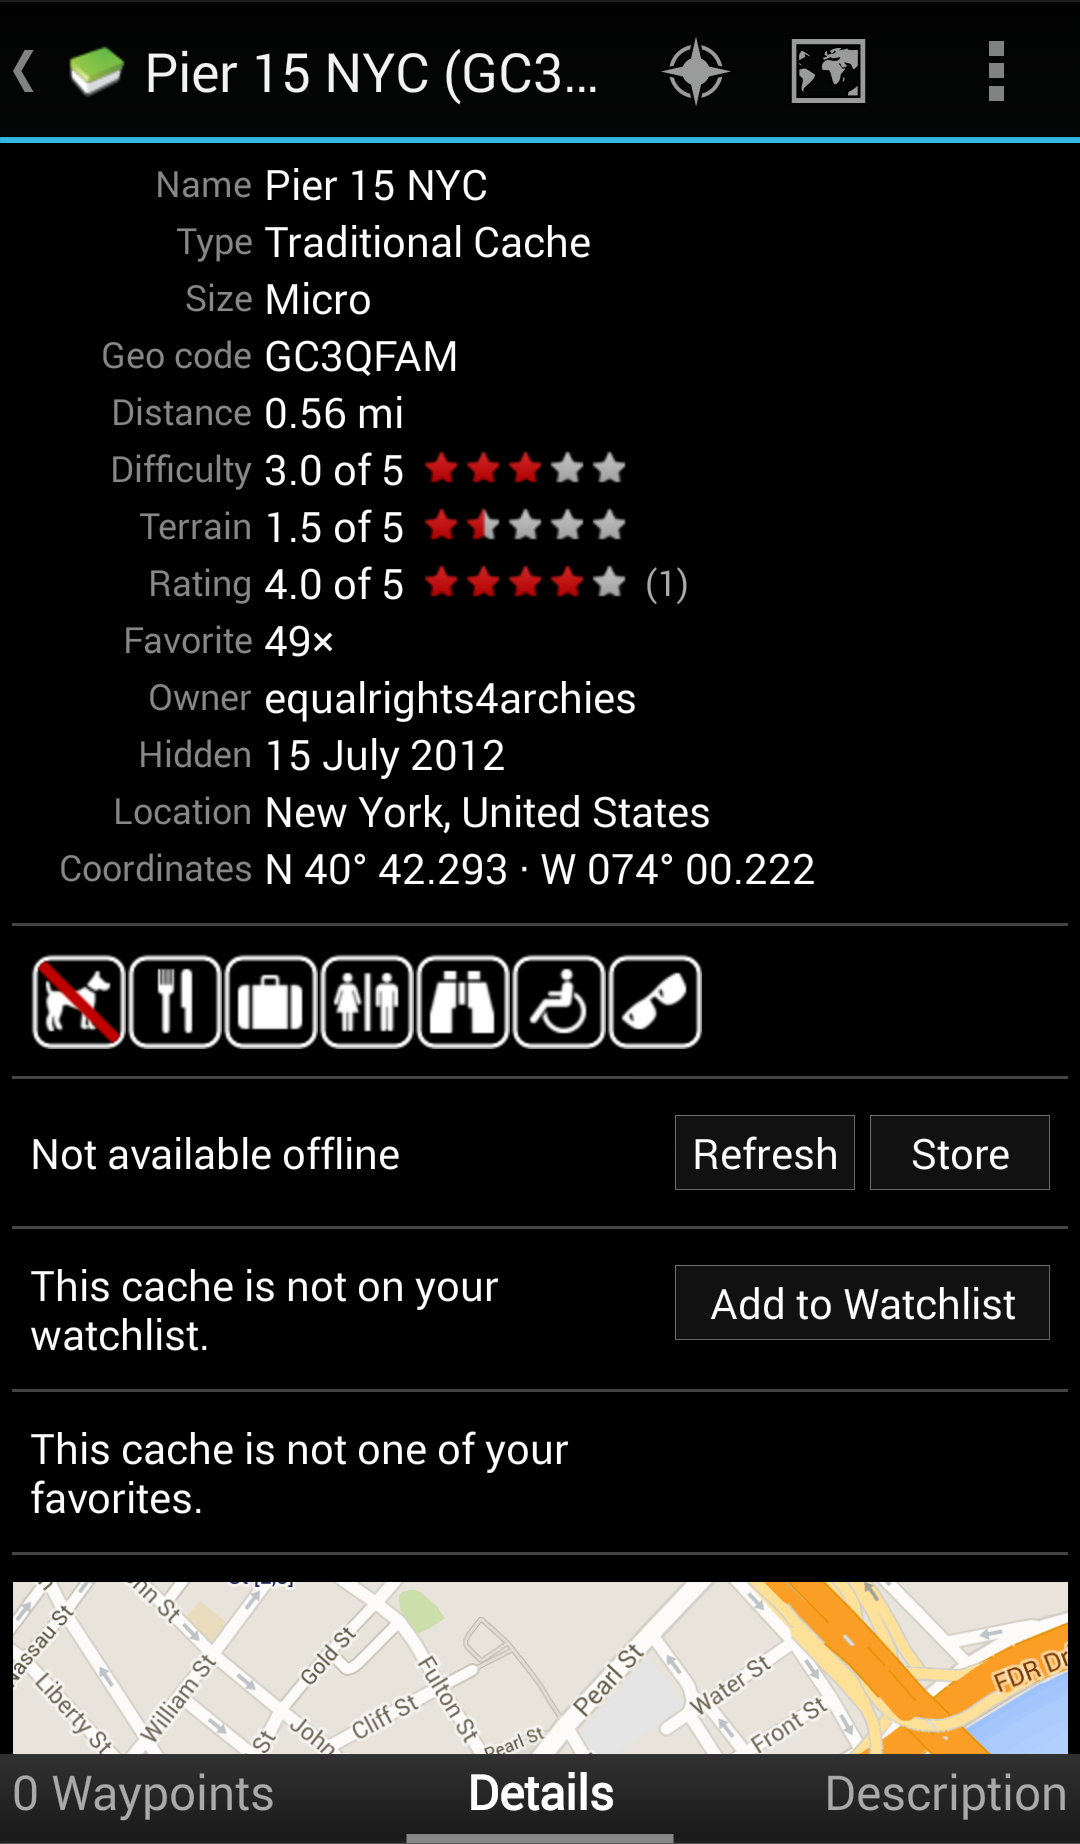 Pier 15 NYC (GC3...
Name Pier 15 NYC
Type Traditional Cache
Size Micro
Geo code GC3QFAM
Distance 0.56 mi
Difficulty 3.0 of 5
Terrain 1.5 of 5
Rating 4.0 of 5 (1)
Favorite 49×
Owner equalrights4archies
Hidden 15 July 2012
Location New York, United States
Coordinates N 40° 42.293 · W 074° 00.222
Not available offline
Refresh
Store
This cache is not on your
watchlist.
Add to Watchlist
This cache is not one of your
favorites.
Liberty St
William St
Gold St
John
Cliff St
Fulton St
Pearl St
Pearl St
Water St
Front St
FDR Dr
St
0 Waypoints
Details
Description